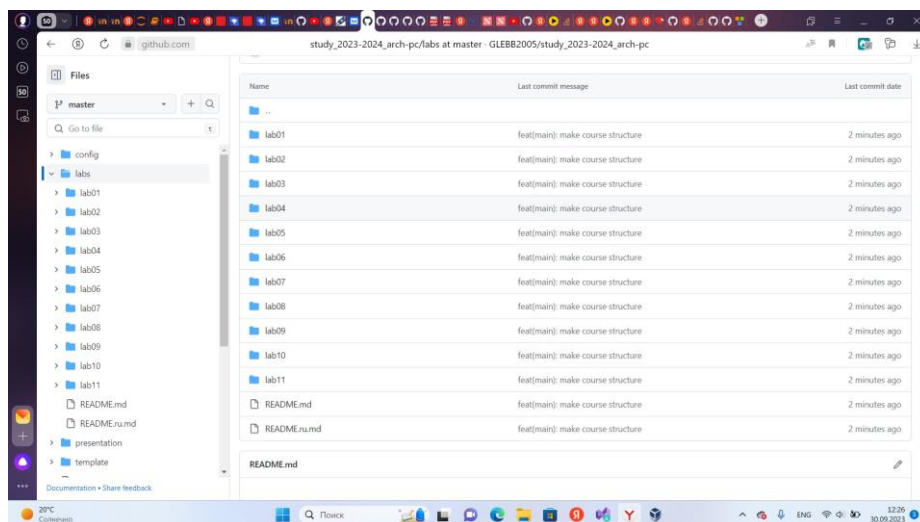 github.com
study_2023-2024_arch-pc/labs at master · GLEBB2005/study_2023-2024_arch-pc
Files
master
Go to file
t
config
labs
lab01
lab02
lab03
lab04
lab05
lab06
lab07
lab08
lab09
lab10
lab11
README.md
README.ru.md
presentation
template
Documentation • Share feedback
Name Last commit message Last commit date
..
lab01 feat(main): make course structure 2 minutes ago
lab02 feat(main): make course structure 2 minutes ago
lab03 feat(main): make course structure 2 minutes ago
lab04 feat(main): make course structure 2 minutes ago
lab05 feat(main): make course structure 2 minutes ago
lab06 feat(main): make course structure 2 minutes ago
lab07 feat(main): make course structure 2 minutes ago
lab08 feat(main): make course structure 2 minutes ago
lab09 feat(main): make course structure 2 minutes ago
lab10 feat(main): make course structure 2 minutes ago
lab11 feat(main): make course structure 2 minutes ago
README.md feat(main): make course structure 2 minutes ago
README.ru.md feat(main): make course structure 2 minutes ago
README.md
20°C
Солнечно
Поиск
ENG
12:26
30.09.2023